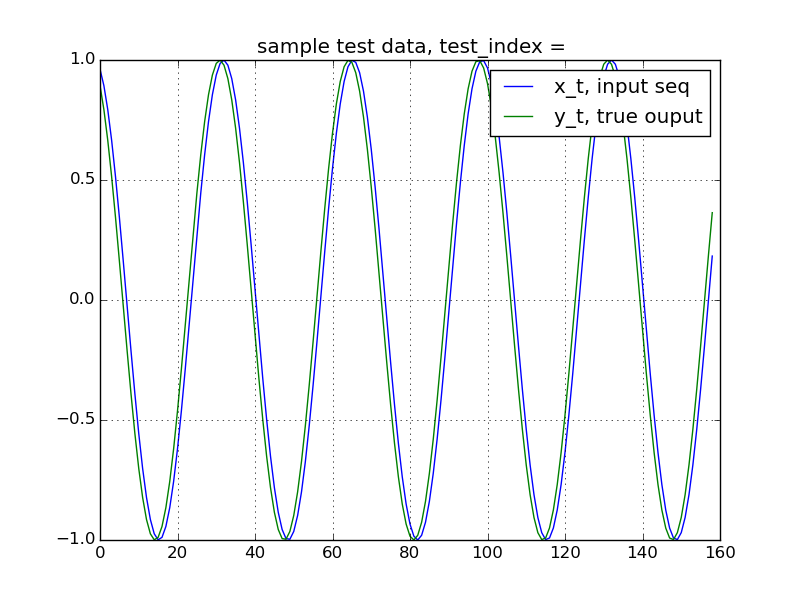 sample test data, test_index =
x_t, input seq
y_t, true ouput
1.0
0.5
0.0
−0.5
−1.0
0 20 40 60 80 100 120 140 160